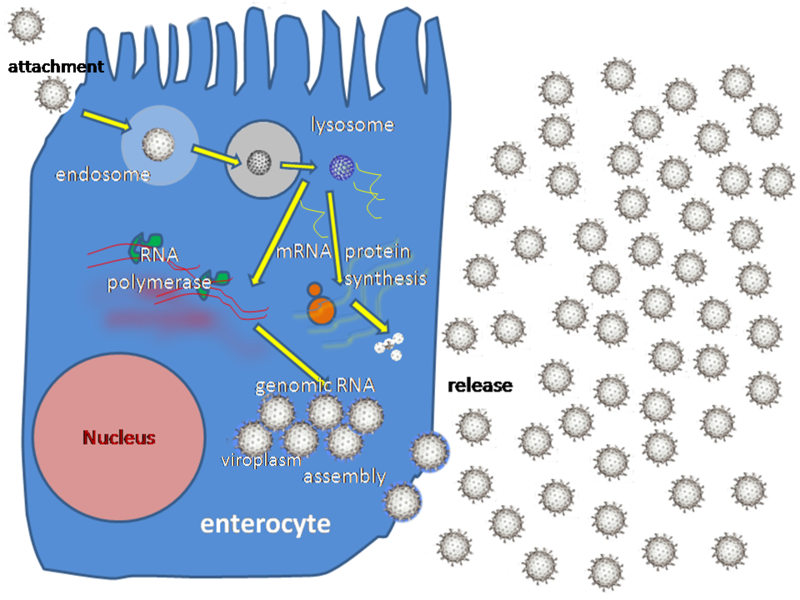 attachment
lysosome
endosome
mRNA
protein
synthesis
RNA
polymerase
genomic RNA
release
Nucleus
viroplasm
assembly
enterocyte